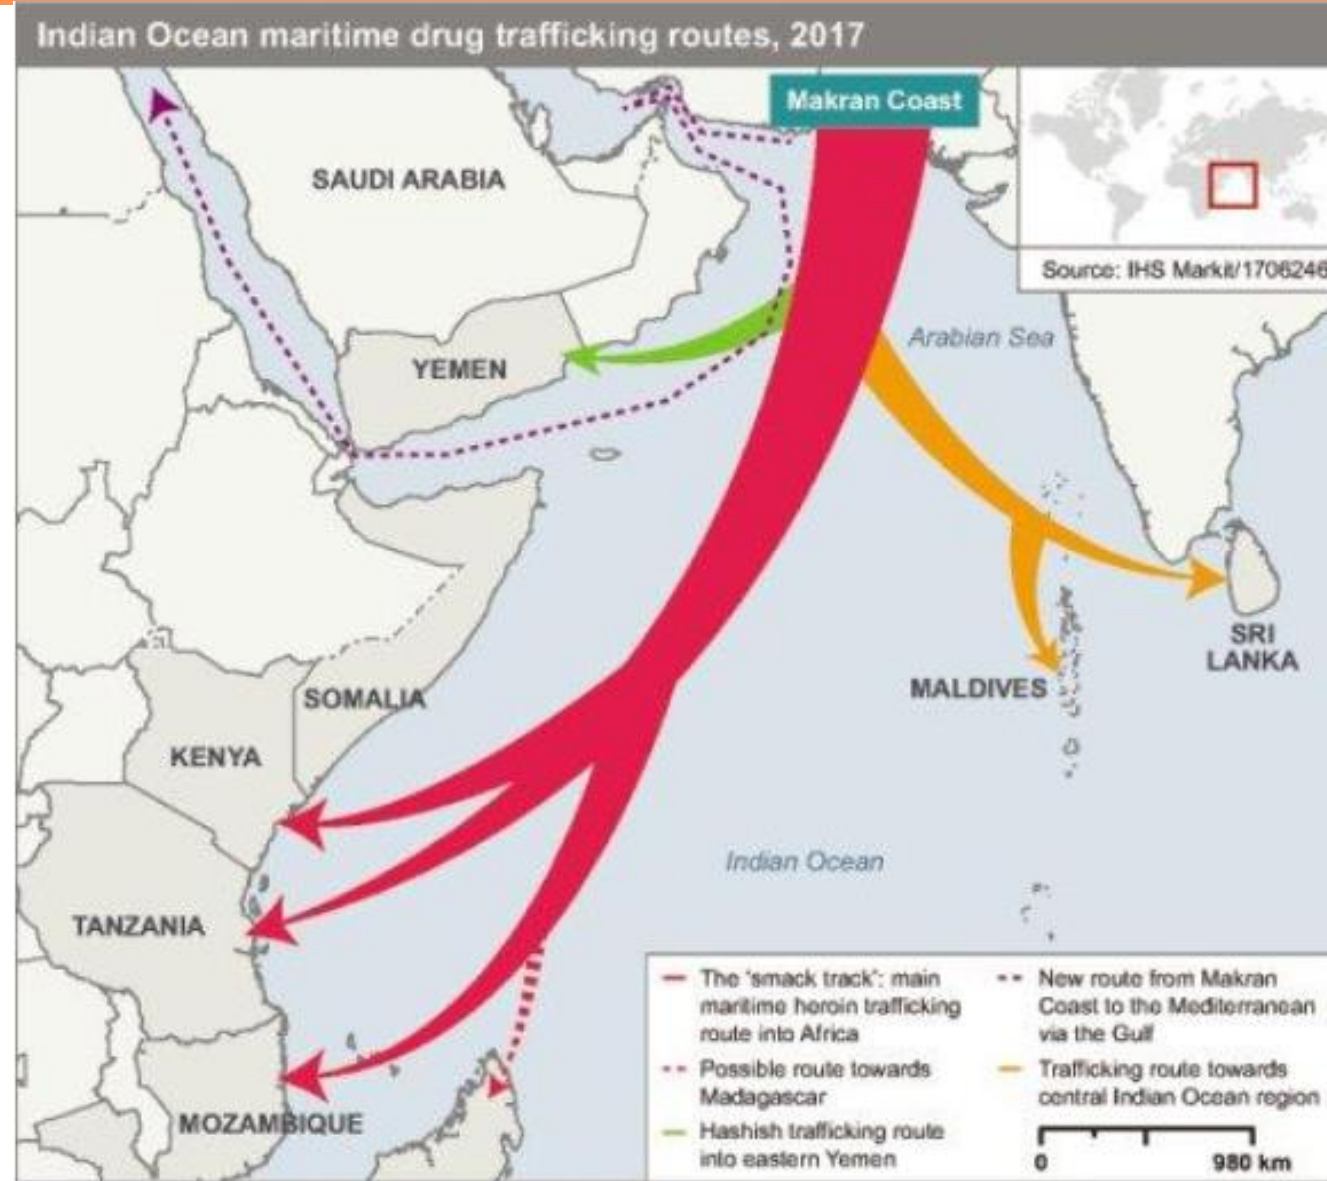 Indian Ocean maritime drug trafficking routes, 2017
Makran Coast
SAUDI ARABIA
Source: IHS Markit/1706246
Arabian Sea
YEMEN
SRI
LANKA
MALDIVES
SOMALIA
KENYA
Indian Ocean
TANZANIA
MOZAMBIQUE
The 'smack track': main
maritime heroin trafficking
route into Africa
Possible route towards
Madagascar
Hashish trafficking route
into eastern Yemen
New route from Makran
Coast to the Mediterranean
via the Gulf
Trafficking route towards
central Indian Ocean region
0 980 km